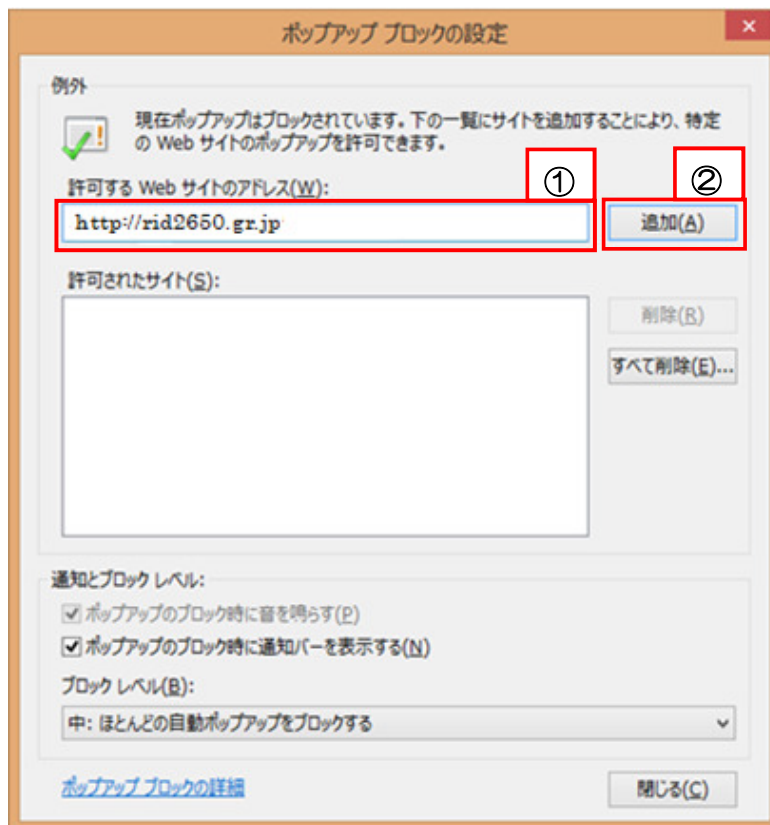 ポップアップ ブロックの設定
×
例外
現在ポップアップはブロックされています。下の一覧にサイトを追加することにより、特定
の Web サイトのポップアップを許可できます。
許可する Web サイトのアドレス(W):
①
②
http://rid2650.gr.jp
追加(A)
許可されたサイト(S):
削除(R)
すべて削除(E)...
通知とブロック レベル:
ポップアップのブロック時に音を鳴らす(P)
ポップアップのブロック時に通知バーを表示する(N)
ブロック レベル(B):
中: ほとんどの自動ポップアップをブロックする
ポップアップ ブロックの詳細
閉じる(C)